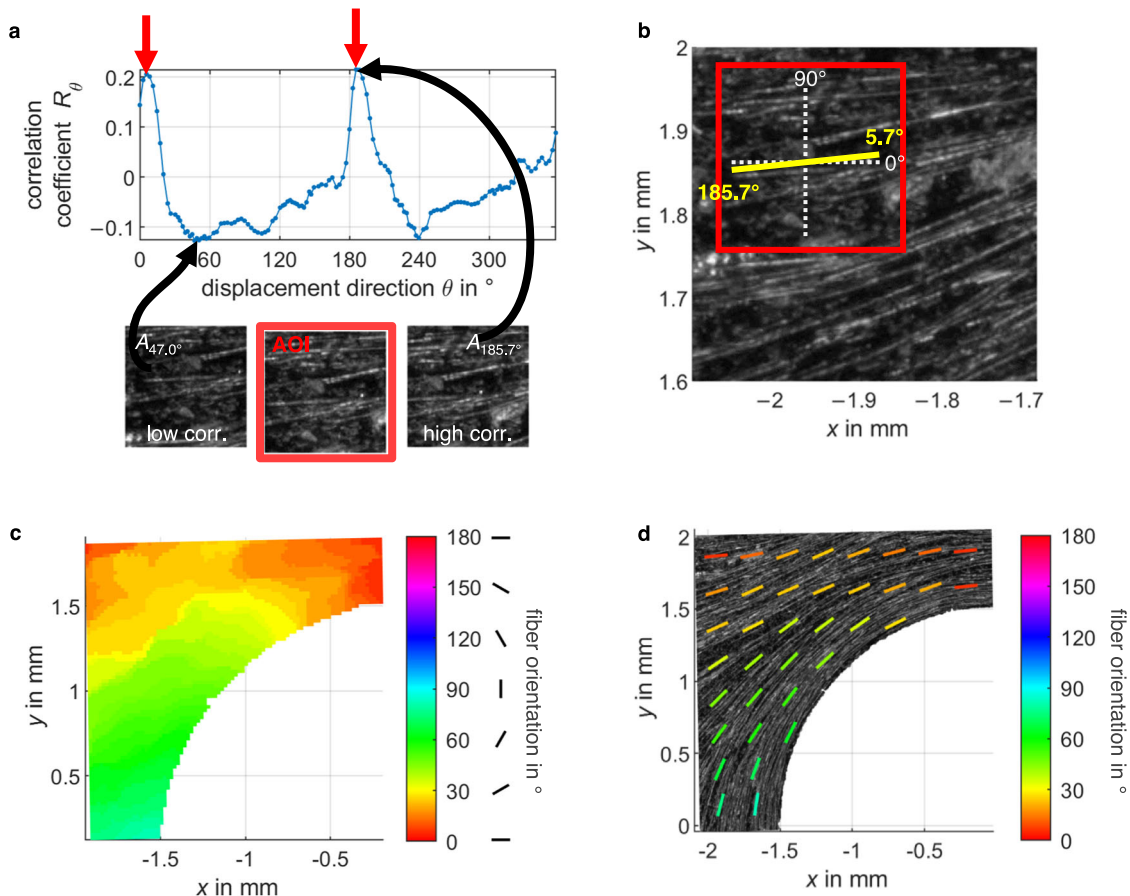 a
correlation
coefficient R_θ
0.2
0.1
0
−0.1
0
60
120
180
240
300
displacement direction θ in °
A_47.0°
low corr.
AOI
A_185.7°
high corr.
b
y in mm
2
1.9
1.8
1.7
1.6
90°
5.7°
0°
185.7°
−2
−1.9
−1.8
−1.7
x in mm
c
y in mm
1.5
1
0.5
-1.5
-1
-0.5
x in mm
180
150
120
90
60
30
0
fiber orientation in °
d
y in mm
2
1.5
1
0.5
0
-2
-1.5
-1
-0.5
x in mm
180
150
120
90
60
30
0
fiber orientation in °